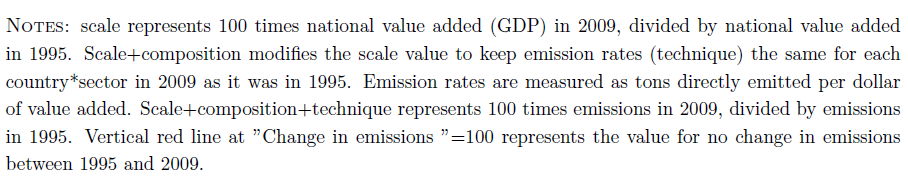 NOTES: scale represents 100 times national value added (GDP) in 2009, divided by national value added
in 1995. Scale+composition modifies the scale value to keep emission rates (technique) the same for each
country*sector in 2009 as it was in 1995. Emission rates are measured as tons directly emitted per dollar
of value added. Scale+composition+technique represents 100 times emissions in 2009, divided by emissions
in 1995. Vertical red line at ”Change in emissions ”=100 represents the value for no change in emissions
between 1995 and 2009.